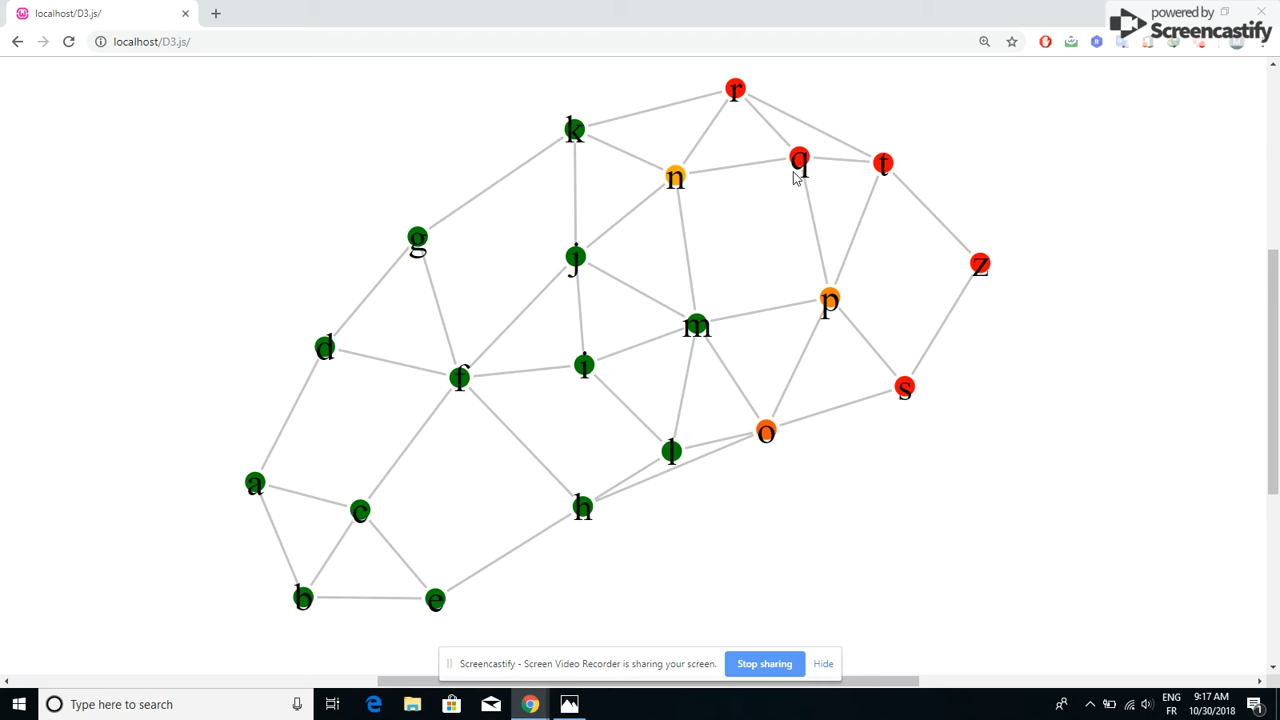 localhost/D3.js/
powered by
Screencastify
localhost/D3.js/
r
k
q
t
n
g
j
z
p
m
d
f
i
s
o
l
a
c
h
b
e
Screencastify - Screen Video Recorder is sharing your screen.
Stop sharing
Hide
Type here to search
ENG
FR
9:17 AM
10/30/2018
1